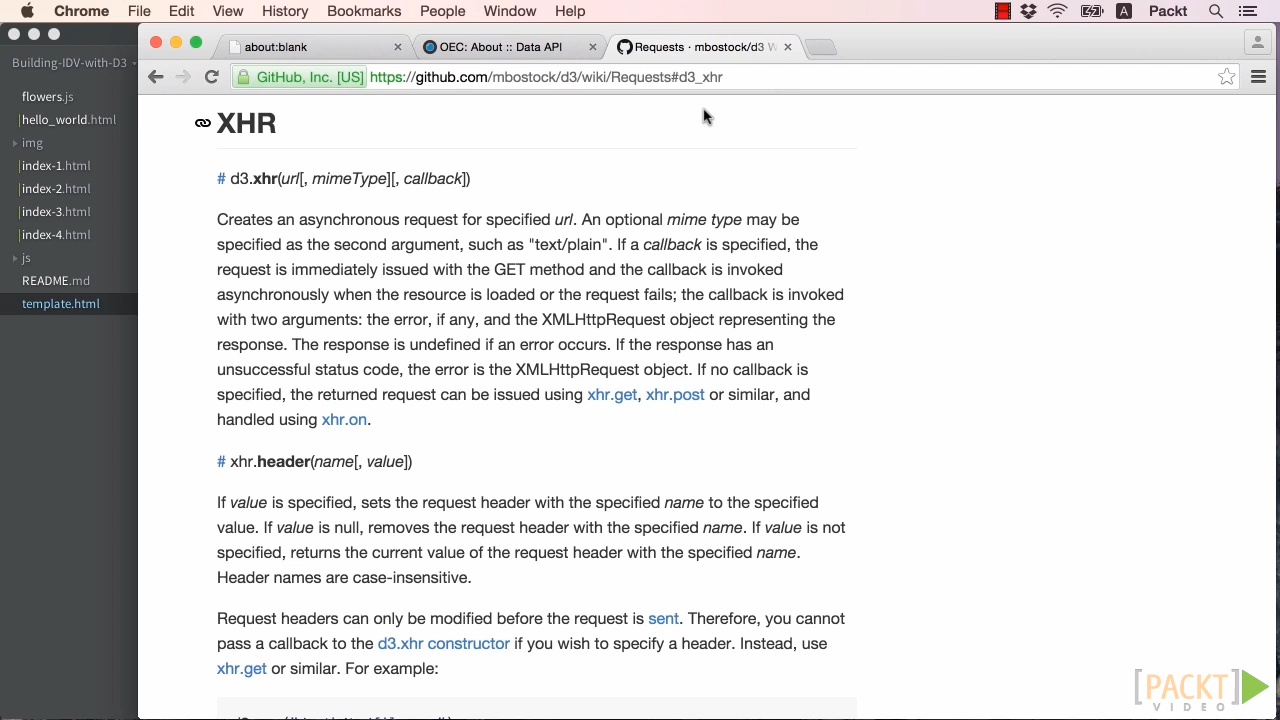 Chrome File Edit View History Bookmarks People Window Help A Packt
about:blank OEC: About :: Data API Requests · mbostock/d3 W
Building-IDV-with-D3
GitHub, Inc. [US] https://github.com/mbostock/d3/wiki/Requests#d3_xhr
flowers.js
hello_world.html
img
index-1.html
index-2.html
index-3.html
index-4.html
js
README.md
template.html
XHR
# d3.xhr(url[, mimeType][, callback])
Creates an asynchronous request for specified url. An optional mime type may be
specified as the second argument, such as "text/plain". If a callback is specified, the
request is immediately issued with the GET method and the callback is invoked
asynchronously when the resource is loaded or the request fails; the callback is invoked
with two arguments: the error, if any, and the XMLHttpRequest object representing the
response. The response is undefined if an error occurs. If the response has an
unsuccessful status code, the error is the XMLHttpRequest object. If no callback is
specified, the returned request can be issued using xhr.get, xhr.post or similar, and
handled using xhr.on.
# xhr.header(name[, value])
If value is specified, sets the request header with the specified name to the specified
value. If value is null, removes the request header with the specified name. If value is not
specified, returns the current value of the request header with the specified name.
Header names are case-insensitive.
Request headers can only be modified before the request is sent. Therefore, you cannot
pass a callback to the d3.xhr constructor if you wish to specify a header. Instead, use
xhr.get or similar. For example:
[PACKT]
VIDEO